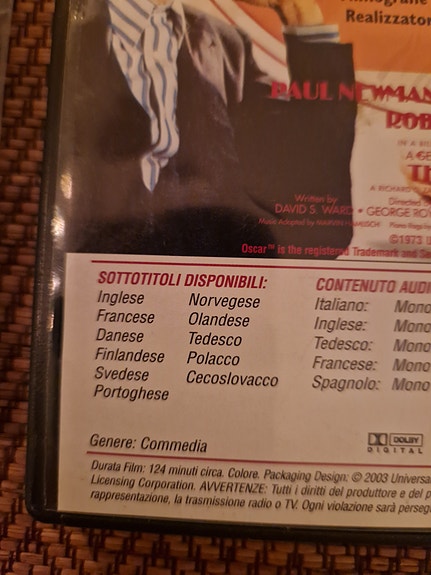 Realizzator
PAUL NEWMAN
ROB
Written by
DAVID S. WARD • GEORGE RO
©1973 U
Oscar™ is the registered Trademark and Se
SOTTOTITOLI DISPONIBILI:
Inglese Norvegese
Francese Olandese
Danese Tedesco
Finlandese Polacco
Svedese Cecoslovacco
Portoghese
CONTENUTO AUDI
Italiano: Mono
Inglese: Mono
Tedesco: Mono
Francese: Mono
Spagnolo: Mono
Genere: Commedia
DOLBY
DIGITAL
Durata Film: 124 minuti circa. Colore. Packaging Design: © 2003 Universa
Licensing Corporation. AVVERTENZE: Tutti i diritti del produttore e del p
rappresentazione, la trasmissione radio o TV. Ogni violazione sarà perseg